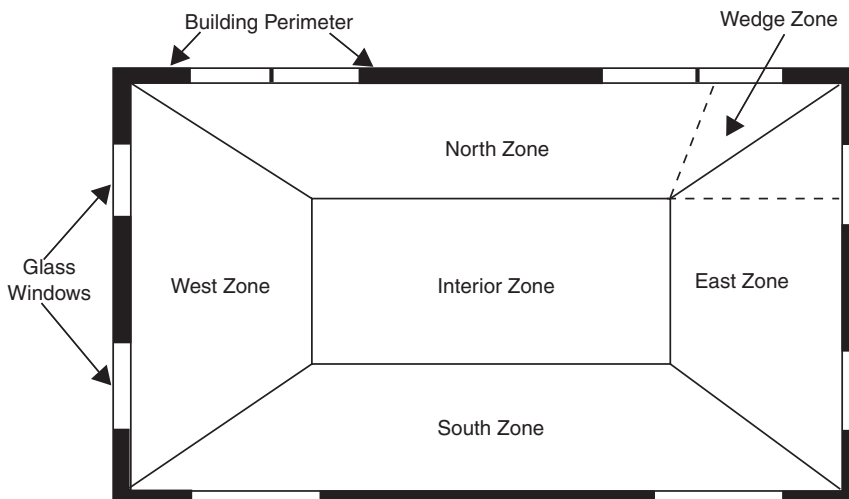 Building Perimeter
Wedge Zone
North Zone
Glass
Windows
West Zone
Interior Zone
East Zone
South Zone